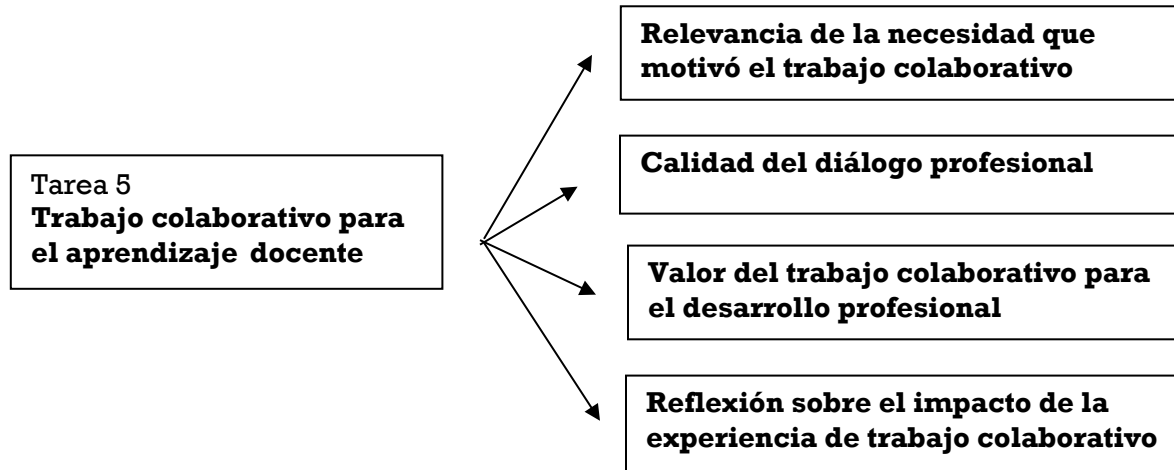 Tarea 5
Trabajo colaborativo para
el aprendizaje docente
Relevancia de la necesidad que
motivó el trabajo colaborativo
Calidad del diálogo profesional
Valor del trabajo colaborativo para
el desarrollo profesional
Reflexión sobre el impacto de la
experiencia de trabajo colaborativo